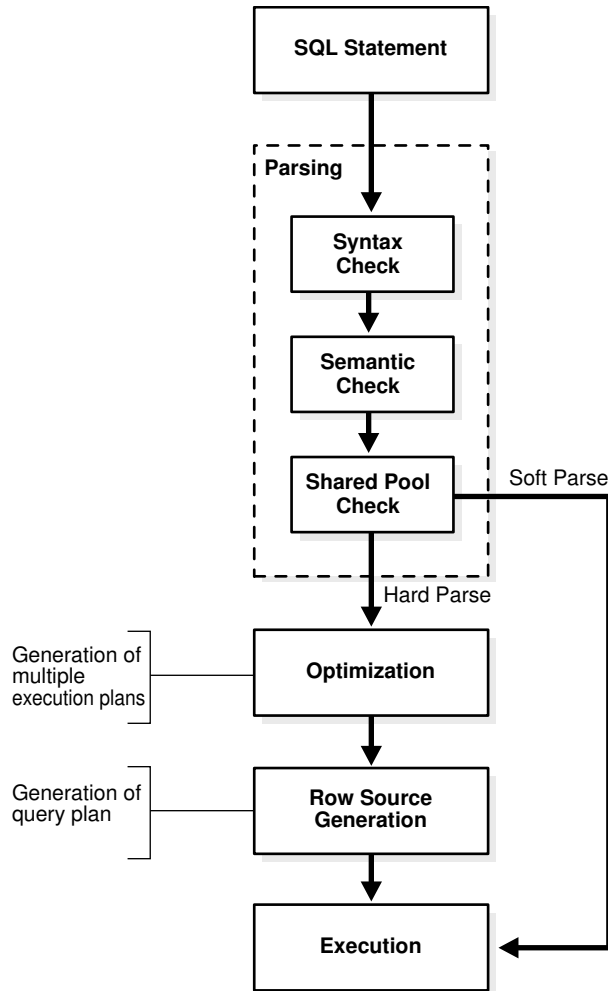 SQL Statement
Parsing
Syntax
Check
Semantic
Check
Shared Pool
Check
Soft Parse
Hard Parse
Generation of
multiple
execution plans
Optimization
Generation of
query plan
Row Source
Generation
Execution